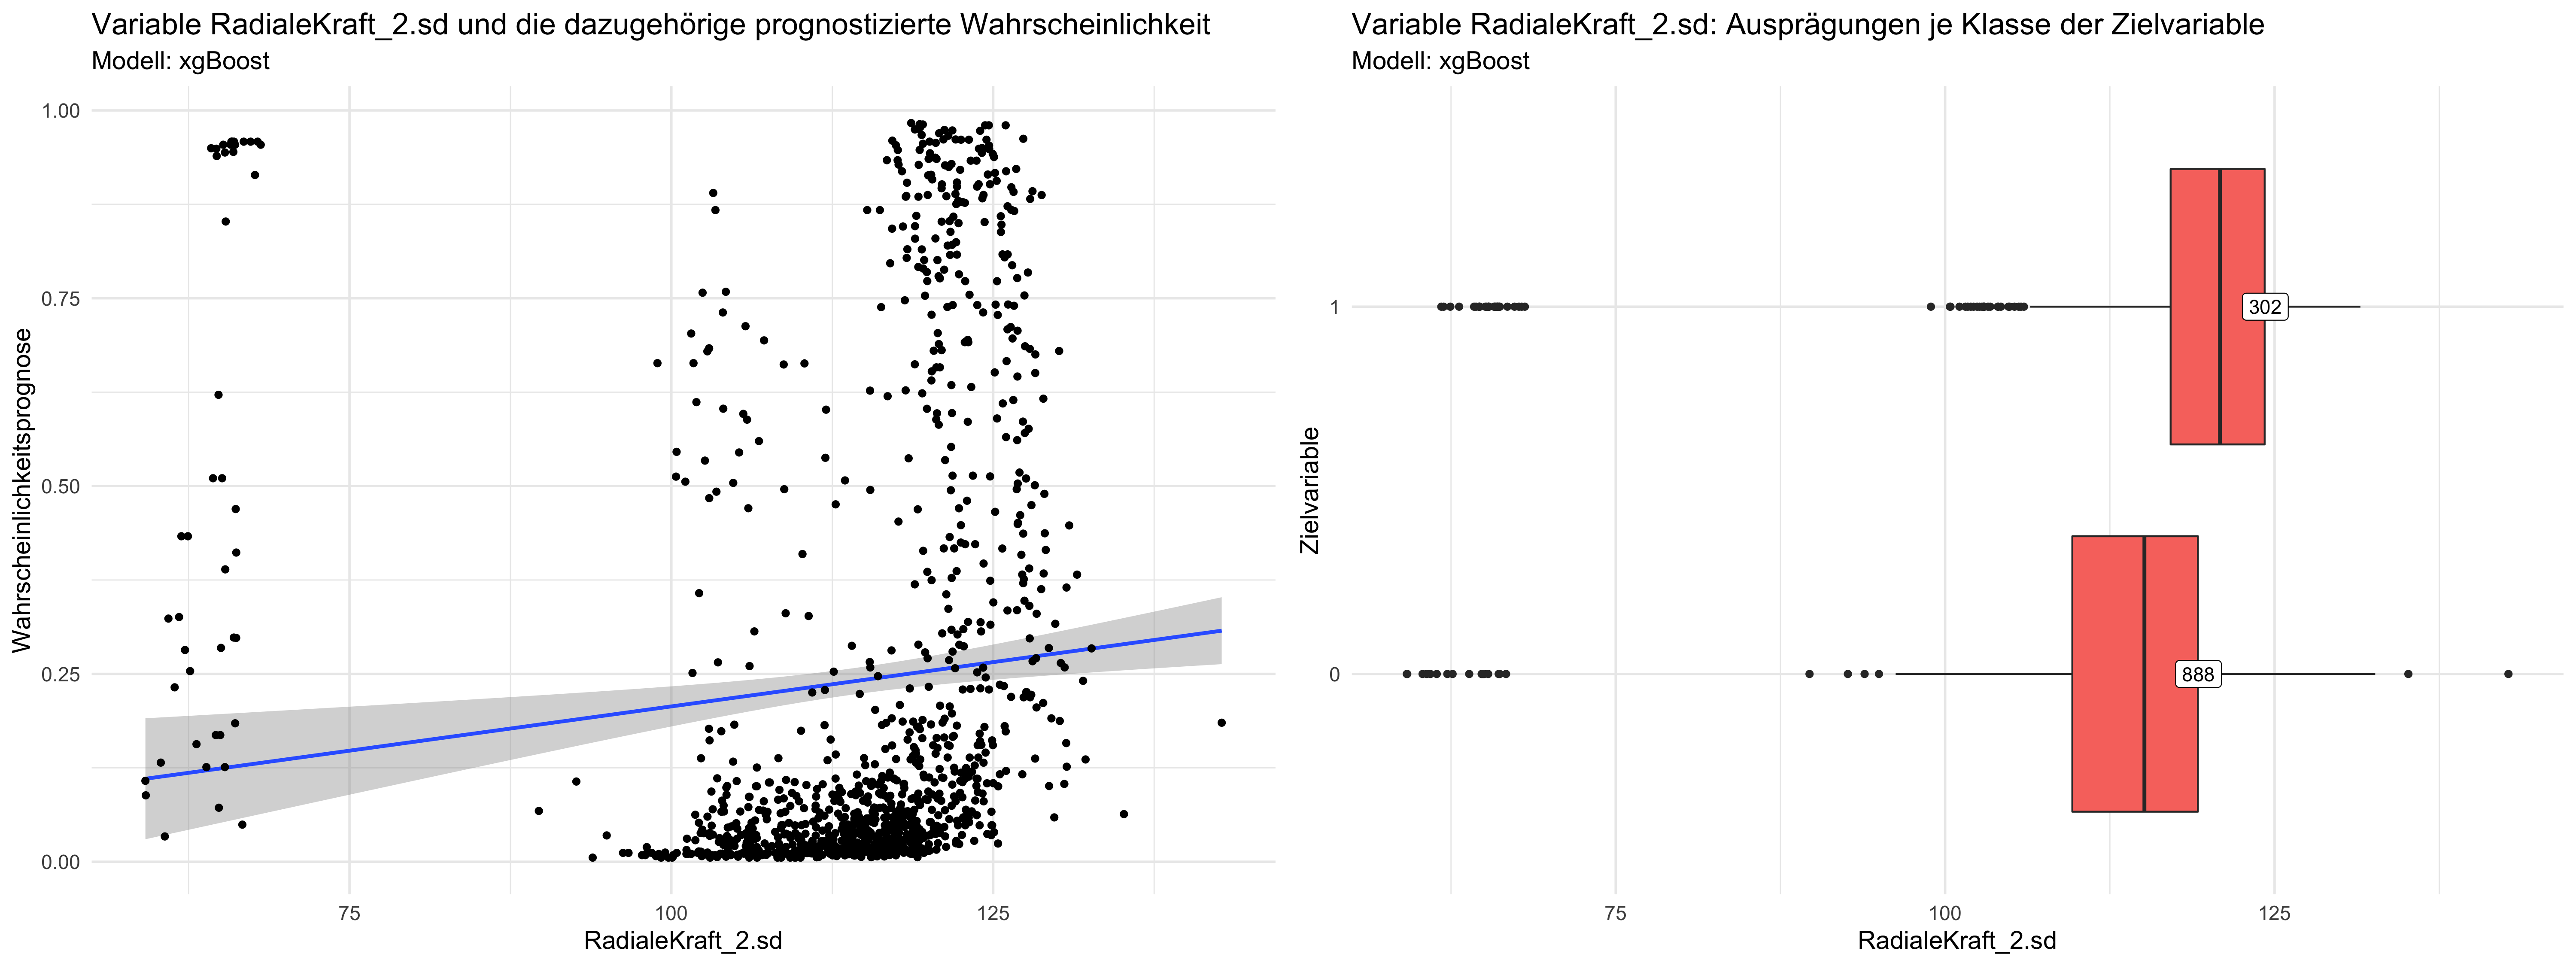 Variable RadialeKraft_2.sd und die dazugehörige prognostizierte Wahrscheinlichkeit
Modell: xgBoost
Wahrscheinlichkeitsprognose
1.00
0.75
0.50
0.25
0.00
75
100
125
RadialeKraft_2.sd
Variable RadialeKraft_2.sd: Ausprägungen je Klasse der Zielvariable
Modell: xgBoost
Zielvariable
1
0
302
888
75
100
125
RadialeKraft_2.sd